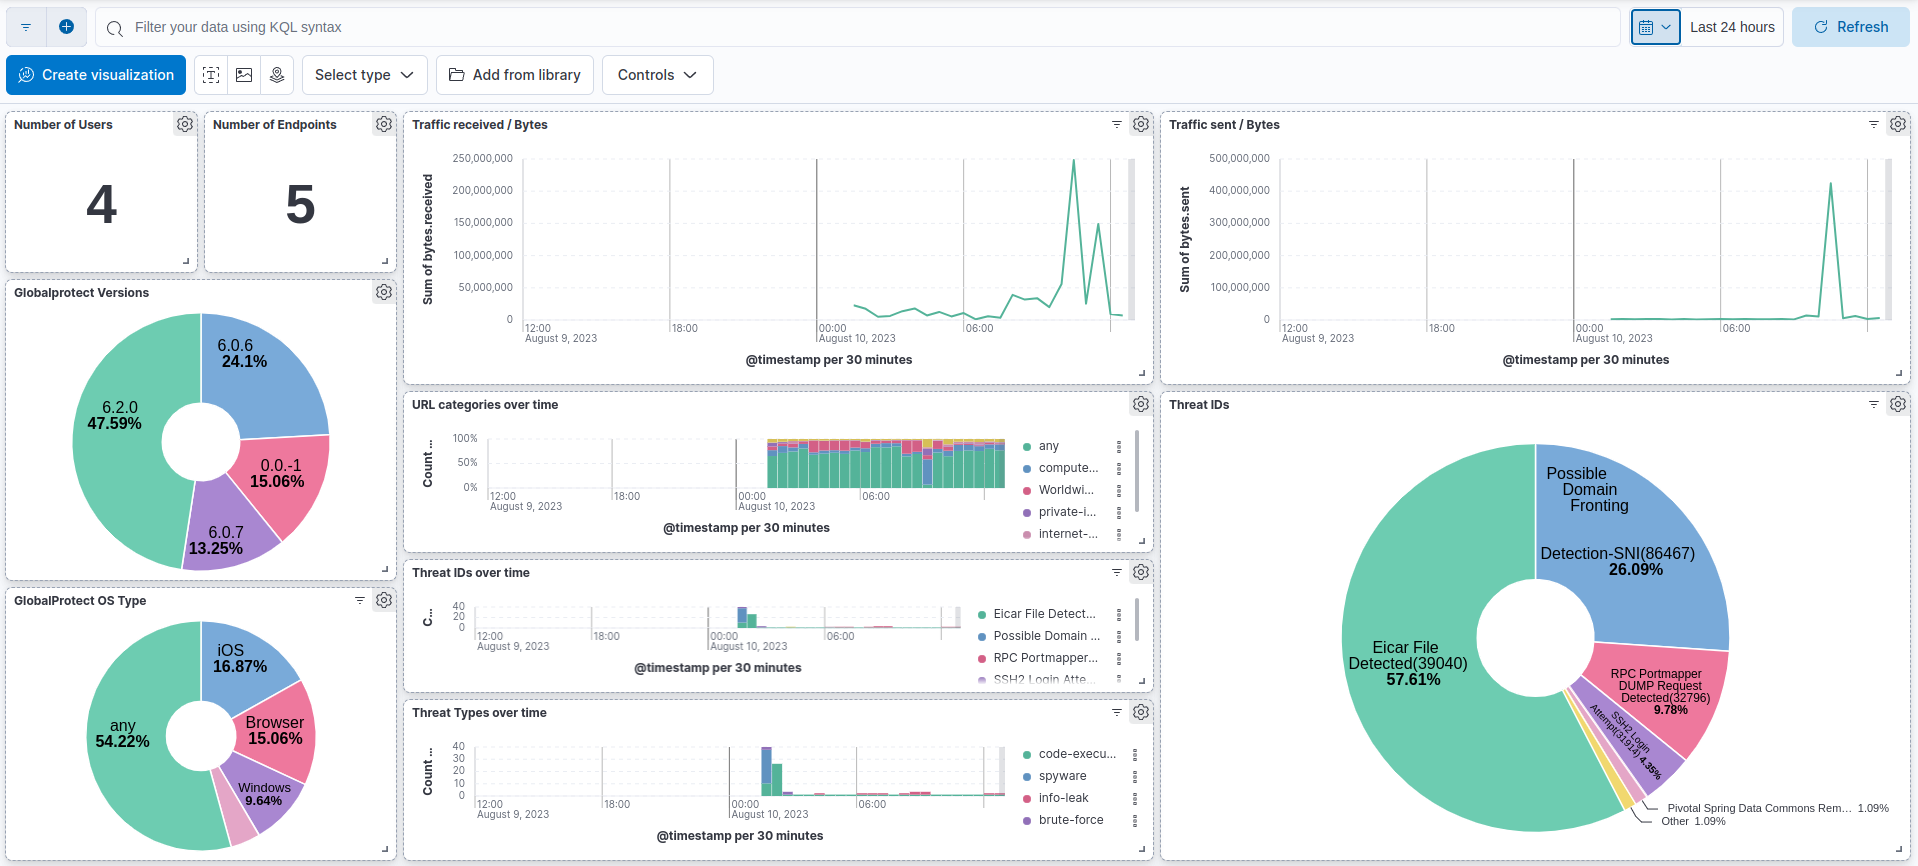 Filter your data using KQL syntax
Last 24 hours
Refresh
Create visualization
Select type
Add from library
Controls
Number of Users
4
Number of Endpoints
5
Traffic received / Bytes
Sum of bytes.received
250,000,000
200,000,000
150,000,000
100,000,000
50,000,000
0
12:00
August 9, 2023
18:00
00:00
August 10, 2023
06:00
@timestamp per 30 minutes
Traffic sent / Bytes
Sum of bytes.sent
500,000,000
400,000,000
300,000,000
200,000,000
100,000,000
0
12:00
August 9, 2023
18:00
00:00
August 10, 2023
06:00
@timestamp per 30 minutes
Globalprotect Versions
6.0.6
24.1%
6.2.0
47.59%
0.0.-1
15.06%
6.0.7
13.25%
GlobalProtect OS Type
iOS
16.87%
any
54.22%
Browser
15.06%
Windows
9.64%
URL categories over time
Count ...
100%
50%
0%
12:00
August 9, 2023
18:00
00:00
August 10, 2023
06:00
@timestamp per 30 minutes
any
compute...
Worldwi...
private-i...
internet-...
Threat IDs over time
C...
40
20
0
12:00
August 9, 2023
18:00
00:00
August 10, 2023
06:00
@timestamp per 30 minutes
Eicar File Detect...
Possible Domain ...
RPC Portmapper...
SSH2 Login Atte...
Threat Types over time
Count ...
40
30
20
10
0
12:00
August 9, 2023
18:00
00:00
August 10, 2023
06:00
@timestamp per 30 minutes
code-execu...
spyware
info-leak
brute-force
Threat IDs
Possible
Domain
Fronting
Detection-SNI(86467)
26.09%
Eicar File
Detected(39040)
57.61%
RPC Portmapper
DUMP Request
Detected(32796)
9.78%
SSH2 Login
Attempt(31914)
4.35%
Pivotal Spring Data Commons Rem... 1.09%
Other 1.09%